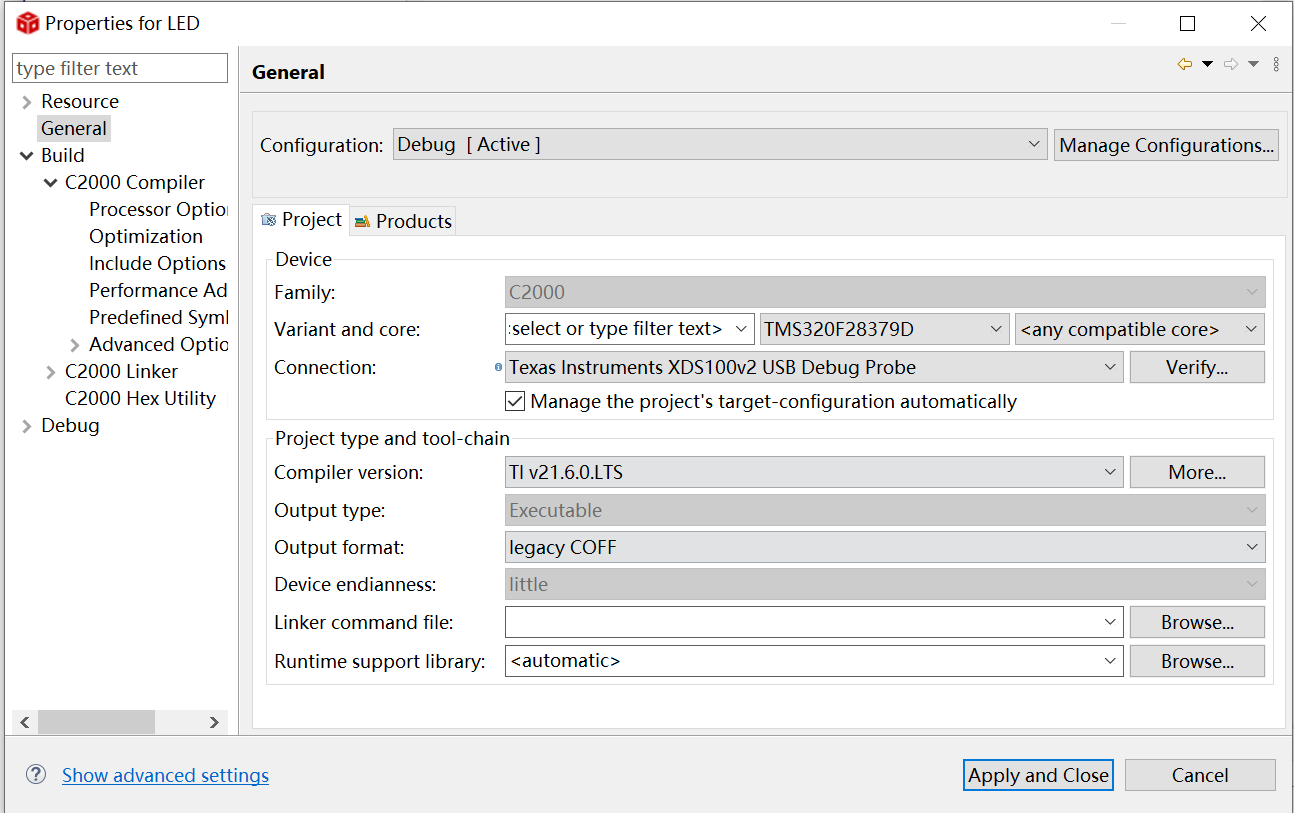 Properties for LED
type filter text
Resource
General
Build
C2000 Compiler
Processor Optio
Optimization
Include Options
Performance Ad
Predefined Syml
Advanced Optio
C2000 Linker
C2000 Hex Utility
Debug
General
Configuration: Debug [ Active ] Manage Configurations...
Project Products
Device
Family: C2000
Variant and core: :select or type filter text> TMS320F28379D <any compatible core>
Connection: Texas Instruments XDS100v2 USB Debug Probe Verify...
Manage the project's target-configuration automatically
Project type and tool-chain
Compiler version: TI v21.6.0.LTS More...
Output type: Executable
Output format: legacy COFF
Device endianness: little
Linker command file: Browse...
Runtime support library: <automatic> Browse...
Show advanced settings Apply and Close Cancel